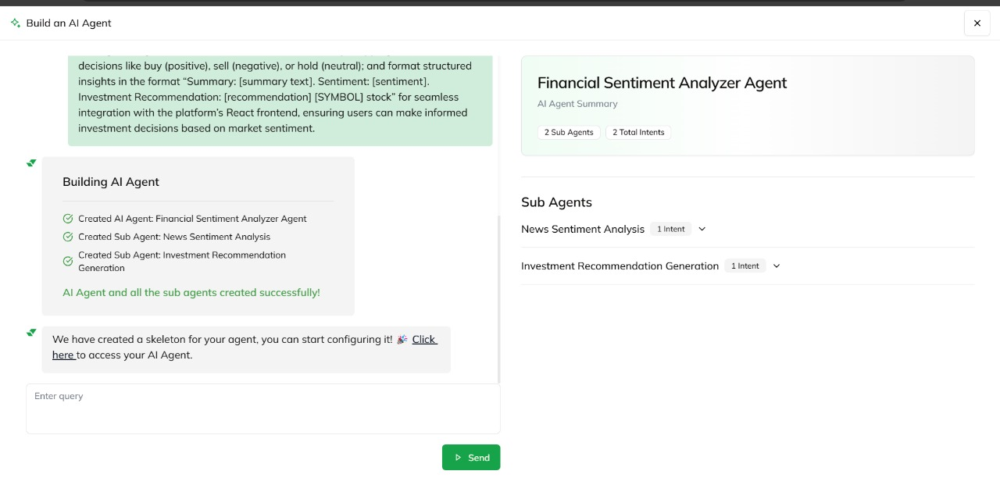 Build an AI Agent
decisions like buy (positive), sell (negative), or hold (neutral); and format structured
insights in the format “Summary: [summary text]. Sentiment: [sentiment].
Investment Recommendation: [recommendation] [SYMBOL] stock” for seamless
integration with the platform’s React frontend, ensuring users can make informed
investment decisions based on market sentiment.
Building AI Agent
Created AI Agent: Financial Sentiment Analyzer Agent
Created Sub Agent: News Sentiment Analysis
Created Sub Agent: Investment Recommendation
Generation
AI Agent and all the sub agents created successfully!
We have created a skeleton for your agent, you can start configuring it! 🎉 Click
here to access your AI Agent.
Enter query
Send
Financial Sentiment Analyzer Agent
AI Agent Summary
2 Sub Agents 2 Total Intents
Sub Agents
News Sentiment Analysis 1 Intent
Investment Recommendation Generation 1 Intent